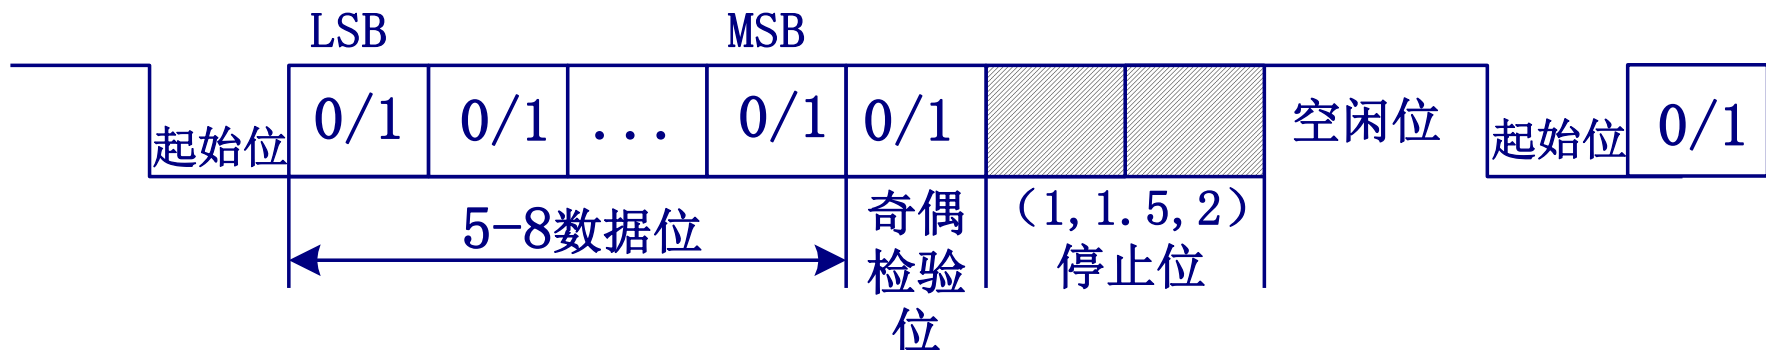 LSB MSB
起始位 0/1 0/1 ... 0/1 0/1 空闲位 起始位 0/1
5-8数据位
奇偶
检验
位
(1,1.5,2)
停止位